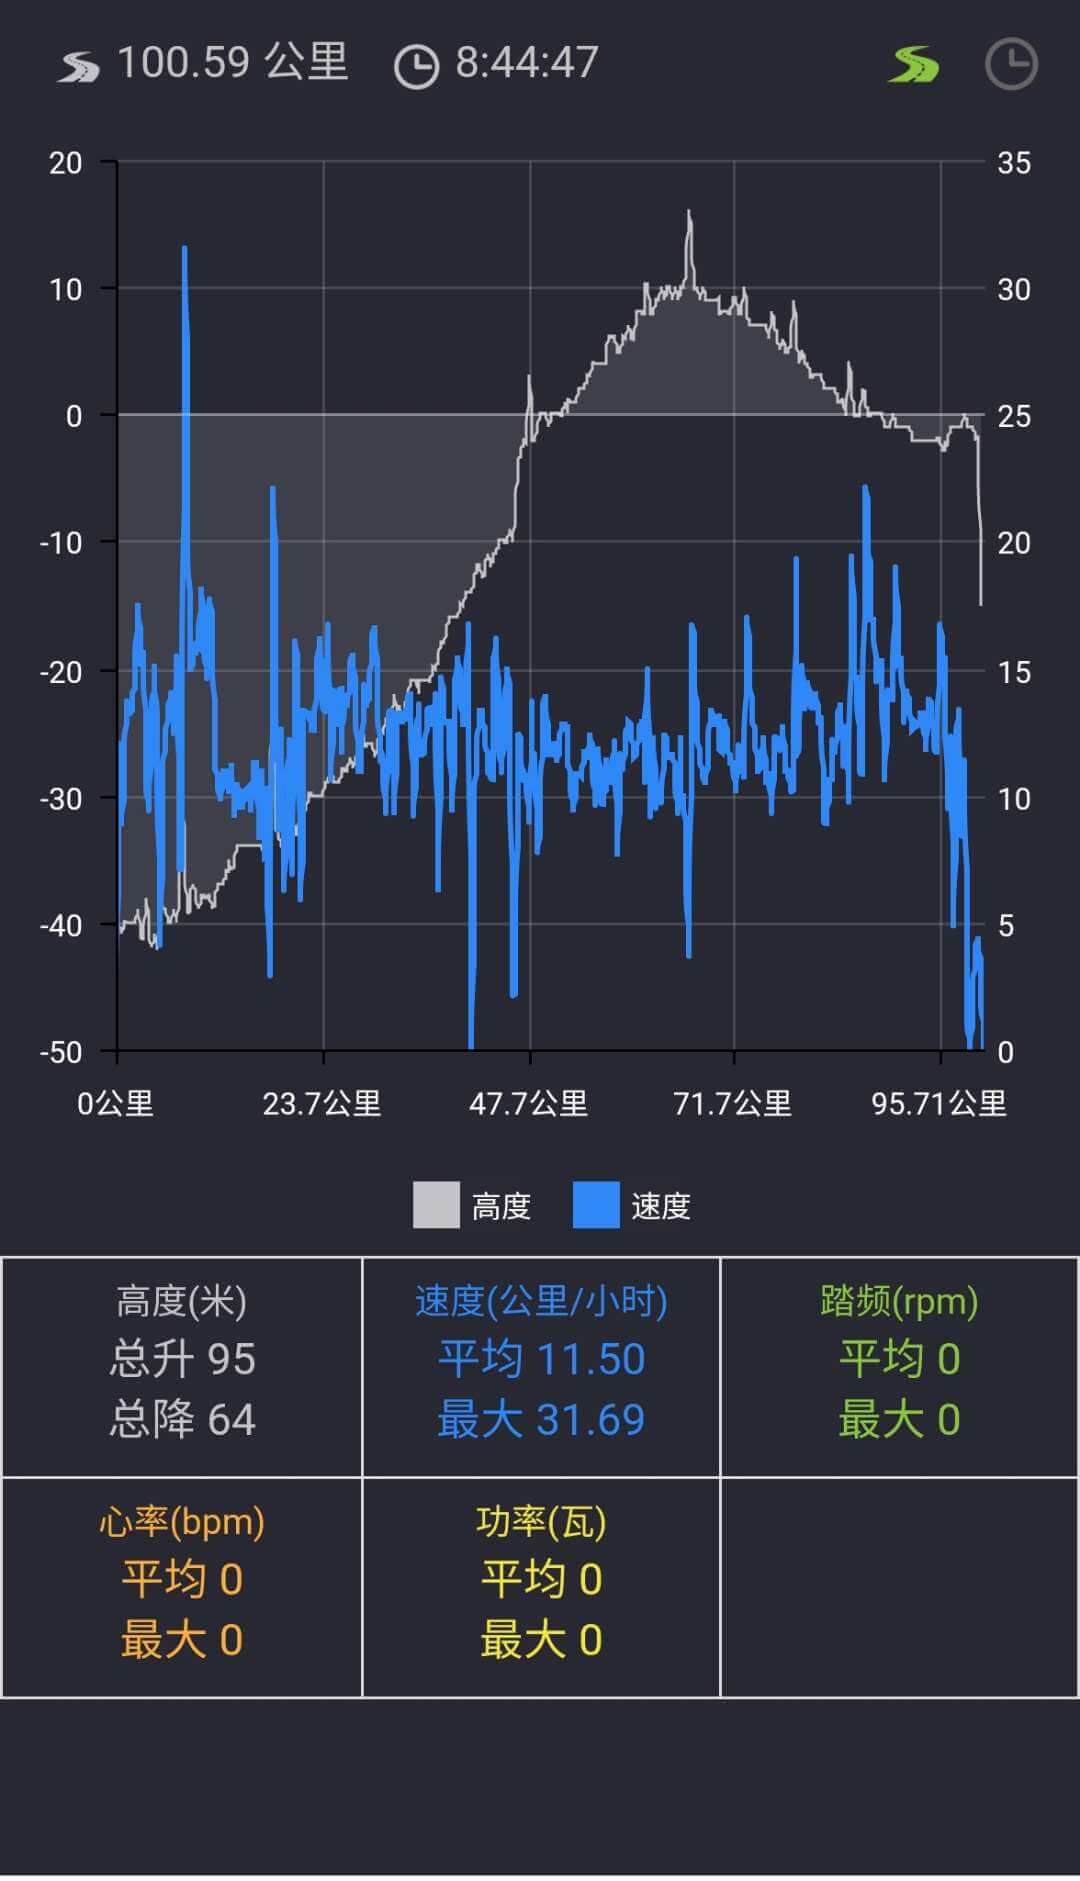 100.59 公里 8:44:47
20 35
10 30
0 25
-10 20
-20 15
-30 10
-40 5
-50 0
0公里 23.7公里 47.7公里 71.7公里 95.71公里
高度 速度
高度(米) 速度(公里/小时) 踏频(rpm)
总升 95 平均 11.50 平均 0
总降 64 最大 31.69 最大 0
心率(bpm) 功率(瓦)
平均 0 平均 0
最大 0 最大 0